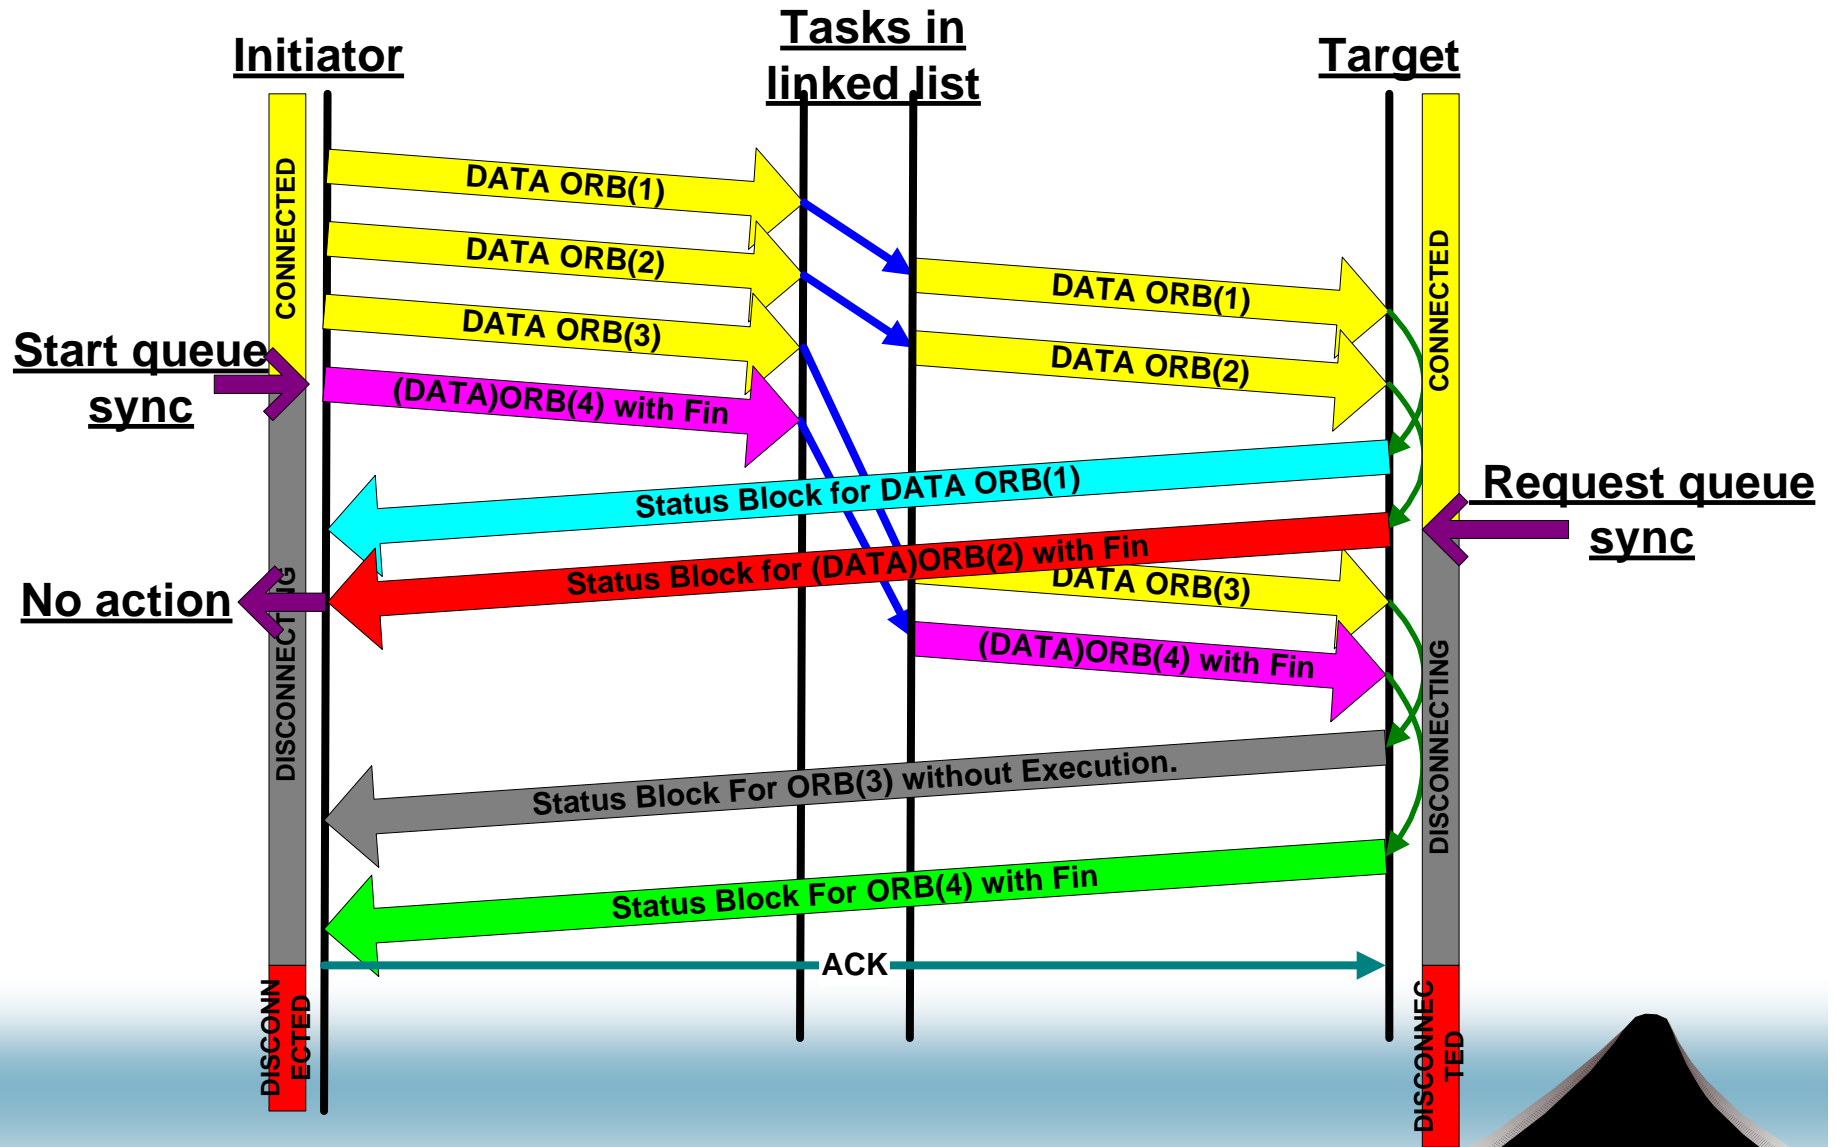 Tasks in
linked list
Initiator
Target
CONNECTED
DATA ORB(1)
DATA ORB(2)
DATA ORB(3)
(DATA)ORB(4) with Fin
Start queue
sync
DATA ORB(1)
DATA ORB(2)
CONNECTED
Status Block for DATA ORB(1)
Request queue
sync
Status Block for (DATA)ORB(2) with Fin
No action
DATA ORB(3)
(DATA)ORB(4) with Fin
DISCONNECTING
DISCONNECTING
Status Block For ORB(3) without Execution.
Status Block For ORB(4) with Fin
ACK
DISCONN
ECTED
DISCONNEC
TED